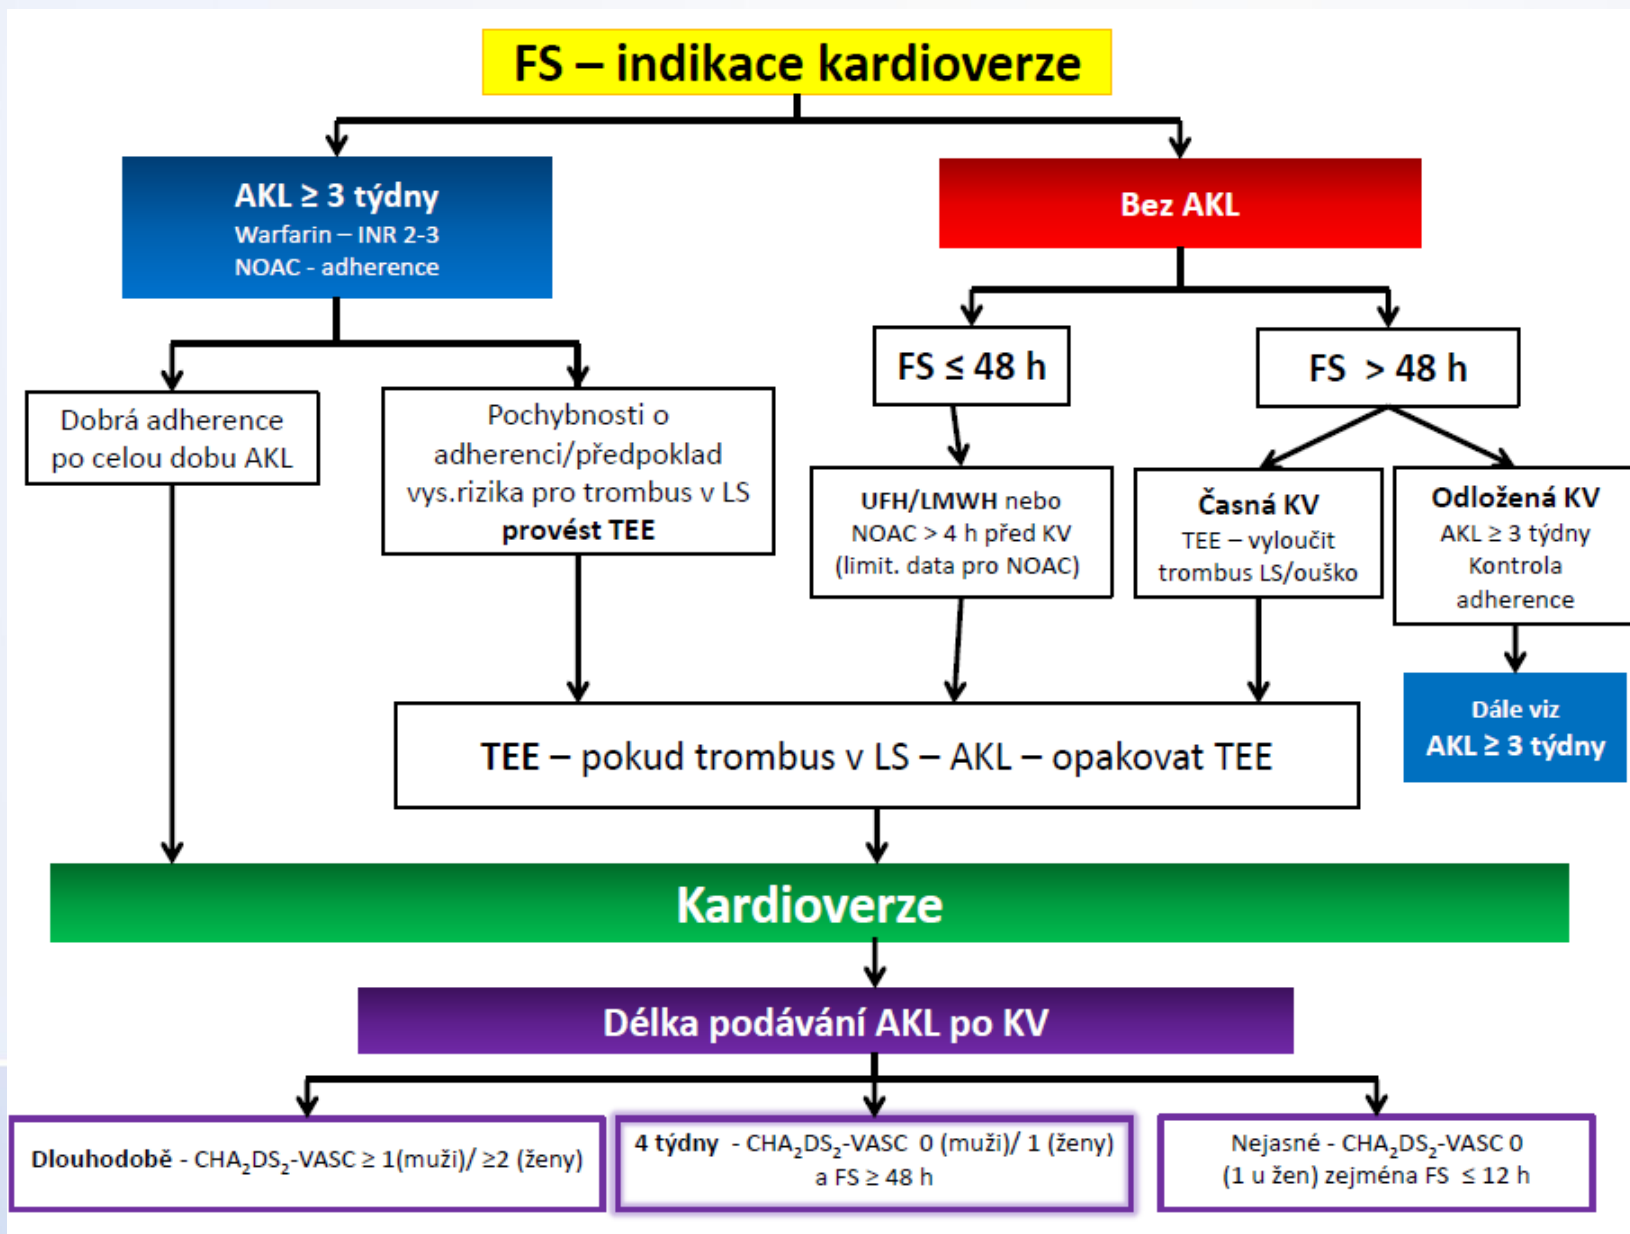 FS – indikace kardioverze
AKL ≥ 3 týdny
Warfarin – INR 2-3
NOAC - adherence
Bez AKL
FS ≤ 48 h
FS > 48 h
Dobrá adherence
po celou dobu AKL
Pochybnosti o
adherenci/předpoklad
vys.rizika pro trombus v LS
provést TEE
UFH/LMWH nebo
NOAC > 4 h před KV
(limit. data pro NOAC)
Časná KV
TEE – vyloučit
trombus LS/ouško
Odložená KV
AKL ≥ 3 týdny
Kontrola
adherence
Dále viz
AKL ≥ 3 týdny
TEE – pokud trombus v LS – AKL – opakovat TEE
Kardioverze
Délka podávání AKL po KV
Dlouhodobě - CHA₂DS₂-VASC ≥ 1(muži)/ ≥2 (ženy)
4 týdny - CHA₂DS₂-VASC 0 (muži)/ 1 (ženy)
a FS ≥ 48 h
Nejasné - CHA₂DS₂-VASC 0
(1 u žen) zejména FS ≤ 12 h